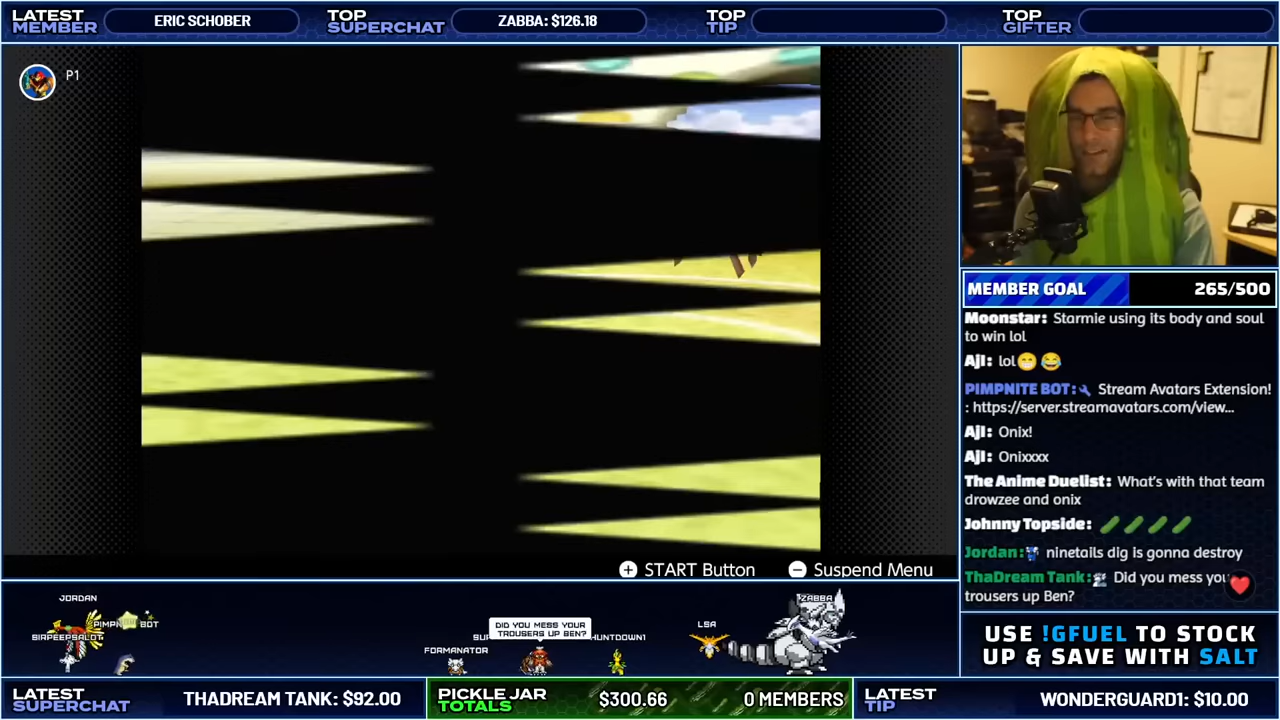 LATEST MEMBER ERIC SCHOBER TOP SUPERCHAT ZABBA: $126.18 TOP TIP TOP GIFTER
P1
MEMBER GOAL 265/500
Moonstar: Starmie using its body and soul
to win lol
AjI: lol😁😂
PIMPNITE BOT:🔧 Stream Avatars Extension!
: https://server.streamavatars.com/view...
AjI: Onix!
AjI: Onixxxx
The Anime Duelist: What's with that team
drowzee and onix
Johnny Topside: 🥒🥒🥒🥒
Jordan: ninetails dig is gonna destroy
ThaDream Tank: Did you mess you
trousers up Ben?
+ START Button − Suspend Menu
JORDAN
PIMPNITE BOT
SIRPEEPSALOT
DID YOU MESS YOUR
TROUSERS UP BEN?
FORMANATOR
HUNTDOWN1
LSA
ZABBA
USE !GFUEL TO STOCK
UP & SAVE WITH SALT
LATEST SUPERCHAT THADREAM TANK: $92.00 PICKLE JAR TOTALS $300.66 0 MEMBERS LATEST TIP WONDERGUARD1: $10.00